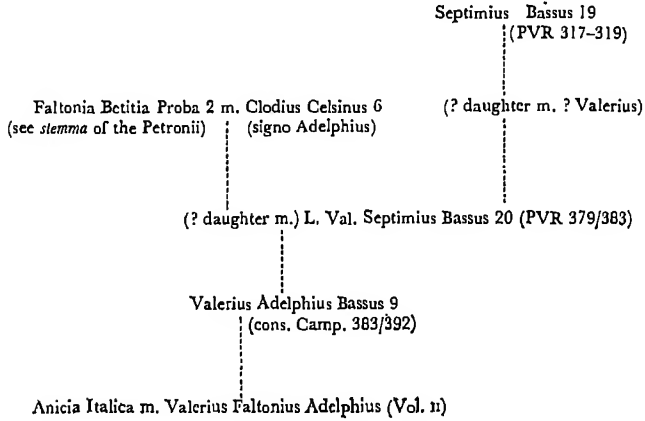 Septimius Bassus 19
(PVR 317–319)
Faltonia Betitia Proba 2 m. Clodius Celsinus 6
(? daughter m. ? Valerius)
(see stemma of the Petronii)
(signo Adelphius)
(? daughter m.) L. Val. Septimius Bassus 20 (PVR 379/383)
Valerius Adelphius Bassus 9
(cons. Camp. 383/392)
Anicia Italica m. Valerius Faltonius Adelphius (Vol. II)